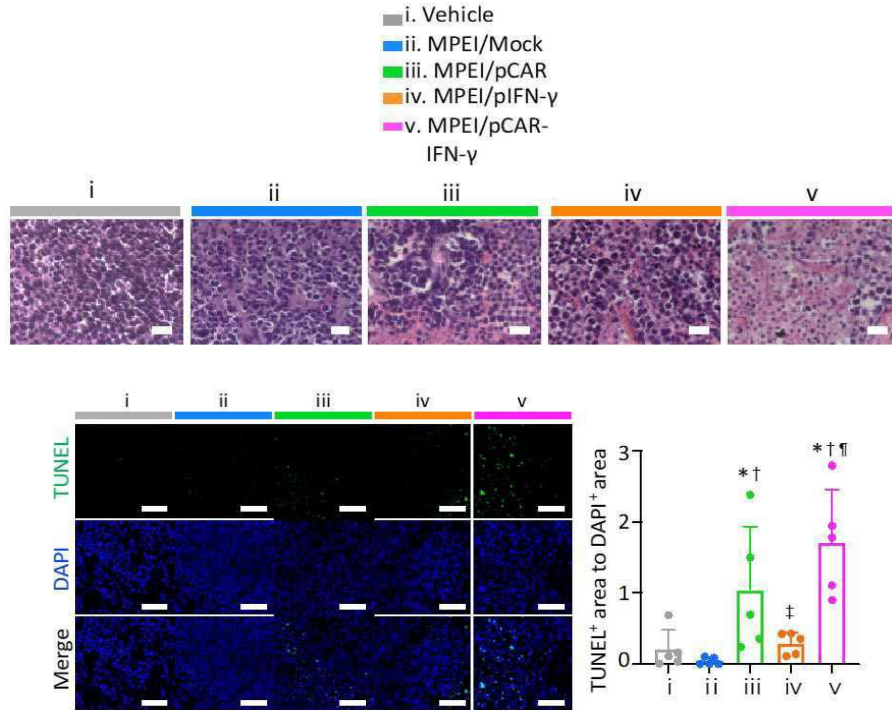 i. Vehicle
ii. MPEI/Mock
iii. MPEI/pCAR
iv. MPEI/pIFN-γ
v. MPEI/pCAR-
IFN-γ
i ii iii iv v
i ii iii iv v
TUNEL
DAPI
Merge
TUNEL⁺ area to DAPI⁺ area
3
2
1
0
*†
‡
*†¶
i ii iii iv v